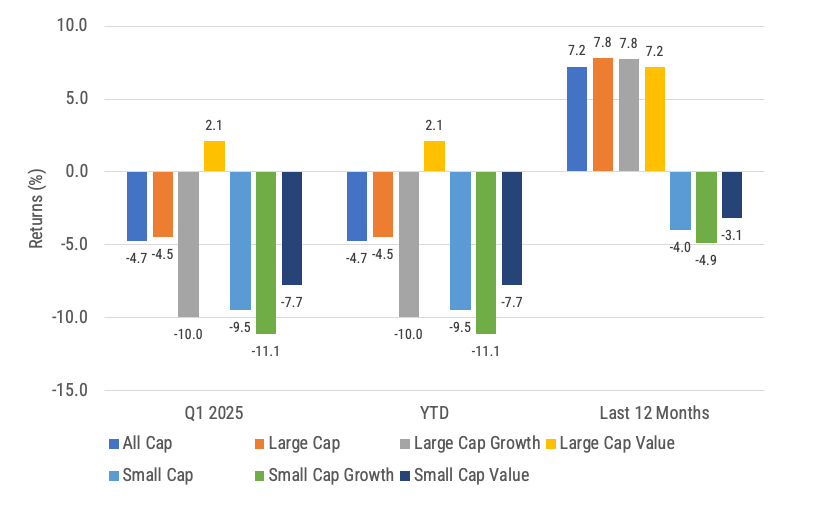 10.0
7.2 7.8 7.8 7.2
5.0
2.1 2.1
0.0
Returns (%)
-3.1
-4.0
-5.0
-4.7 -4.5 -4.7 -4.5 -4.9
-7.7 -7.7
-10.0
-10.0 -9.5 -10.0 -9.5
-11.1 -11.1
-15.0
Q1 2025 YTD Last 12 Months
All Cap Large Cap Large Cap Growth Large Cap Value
Small Cap Small Cap Growth Small Cap Value